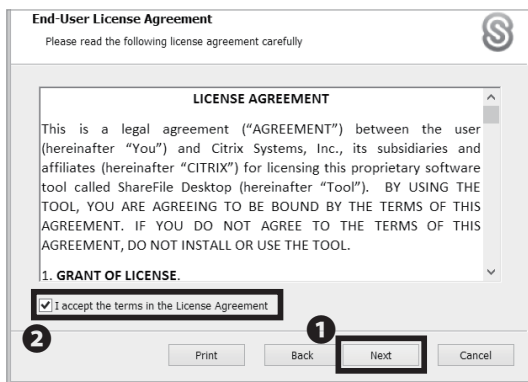 End-User License Agreement
Please read the following license agreement carefully
LICENSE AGREEMENT
This is a legal agreement (“AGREEMENT”) between the user
(hereinafter “You”) and Citrix Systems, Inc., its subsidiaries and
affiliates (hereinafter “CITRIX”) for licensing this proprietary software
tool called ShareFile Desktop (hereinafter “Tool”). BY USING THE
TOOL, YOU ARE AGREEING TO BE BOUND BY THE TERMS OF THIS
AGREEMENT. IF YOU DO NOT AGREE TO THE TERMS OF THIS
AGREEMENT, DO NOT INSTALL OR USE THE TOOL.
1. GRANT OF LICENSE.
I accept the terms in the License Agreement
2 1
Print Back Next Cancel